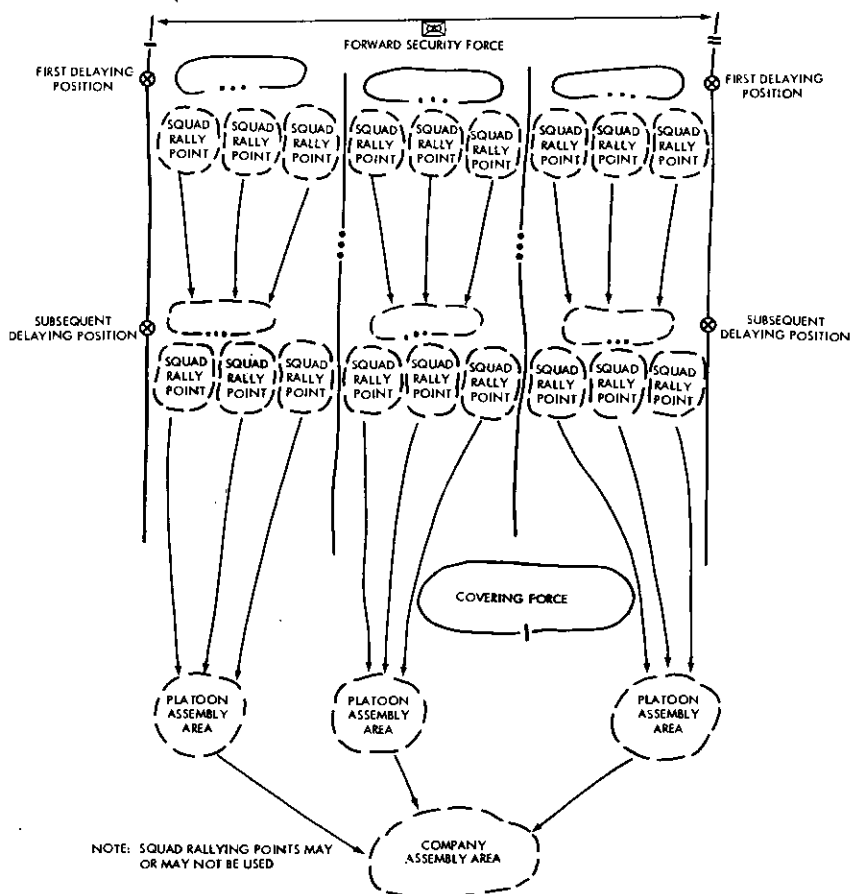 FORWARD SECURITY FORCE
FIRST DELAYING
POSITION
FIRST DELAYING
POSITION
SQUAD
RALLY
POINT
SQUAD
RALLY
POINT
SQUAD
RALLY
POINT
SQUAD
RALLY
POINT
SQUAD
RALLY
POINT
SQUAD
RALLY
POINT
SQUAD
RALLY
POINT
SQUAD
RALLY
POINT
SQUAD
RALLY
POINT
SUBSEQUENT
DELAYING POSITION
SUBSEQUENT
DELAYING POSITION
SQUAD
RALLY
POINT
SQUAD
RALLY
POINT
SQUAD
RALLY
POINT
SQUAD
RALLY
POINT
SQUAD
RALLY
POINT
SQUAD
RALLY
POINT
SQUAD
RALLY
POINT
SQUAD
RALLY
POINT
SQUAD
RALLY
POINT
COVERING FORCE
PLATOON
ASSEMBLY
AREA
PLATOON
ASSEMBLY
AREA
PLATOON
ASSEMBLY
AREA
COMPANY
ASSEMBLY AREA
NOTE: SQUAD RALLYING POINTS MAY
OR MAY NOT BE USED